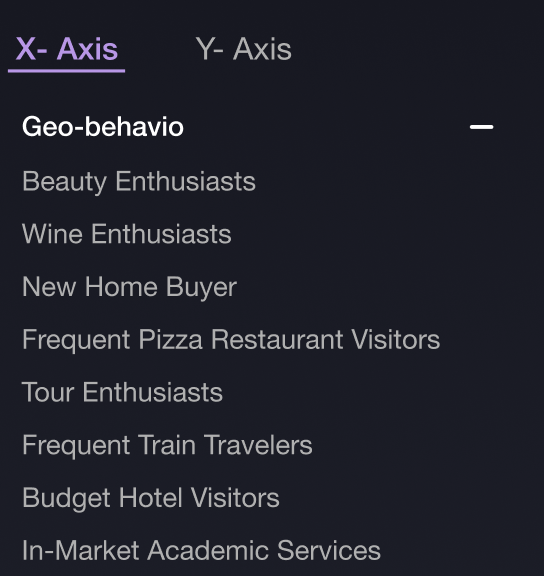 X- Axis Y- Axis
Geo-behavio
Beauty Enthusiasts
Wine Enthusiasts
New Home Buyer
Frequent Pizza Restaurant Visitors
Tour Enthusiasts
Frequent Train Travelers
Budget Hotel Visitors
In-Market Academic Services